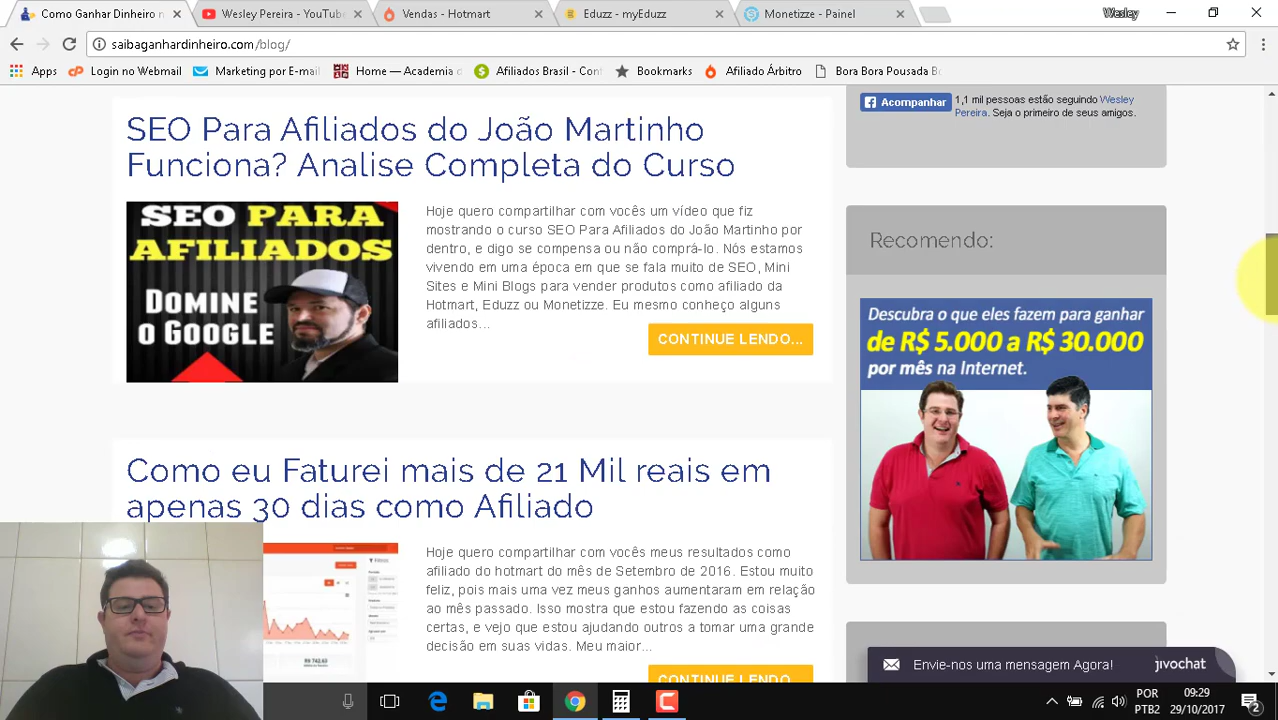 Como Ganhar Dinheiro n
Wesley Pereira - YouTube
Vendas - Hotmart
Eduzz - myEduzz
Monetizze - Painel
Wesley
saibaganhardinheiro.com/blog/
Apps
Login no Webmail
Marketing por E-mail
Home — Academia d
Afiliados Brasil - Conf
Bookmarks
Afiliado Árbitro
Bora Bora Pousada Bo
SEO Para Afiliados do João Martinho
Funciona? Analise Completa do Curso
SEO PARA
AFILIADOS
DOMINE
O GOOGLE
Hoje quero compartilhar com vocês um vídeo que fiz
mostrando o curso SEO Para Afiliados do João Martinho por
dentro, e digo se compensa ou não comprá-lo. Nós estamos
vivendo em uma época em que se fala muito de SEO, Mini
Sites e Mini Blogs para vender produtos como afiliado da
Hotmart, Eduzz ou Monetizze. Eu mesmo conheço alguns
afiliados...
CONTINUE LENDO...
Como eu Faturei mais de 21 Mil reais em
apenas 30 dias como Afiliado
R$ 742,63
Hoje quero compartilhar com vocês meus resultados como
afiliado do hotmart do mês de Setembro de 2016. Estou muito
feliz, pois mais uma vez meus ganhos aumentaram em relação
ao mês passado. Isso mostra que estou fazendo as coisas
certas, e vejo que estou ajudando outros a tomar uma grande
decisão em suas vidas. Meu maior...
CONTINUE LENDO...
Acompanhar
1,1 mil pessoas estão seguindo Wesley
Pereira. Seja o primeiro de seus amigos.
Recomendo:
Descubra o que eles fazem para ganhar
de R$ 5.000 a R$ 30.000
por mês na Internet.
Envie-nos uma mensagem Agora!
jivochat
POR
PTB2
09:29
29/10/2017
2